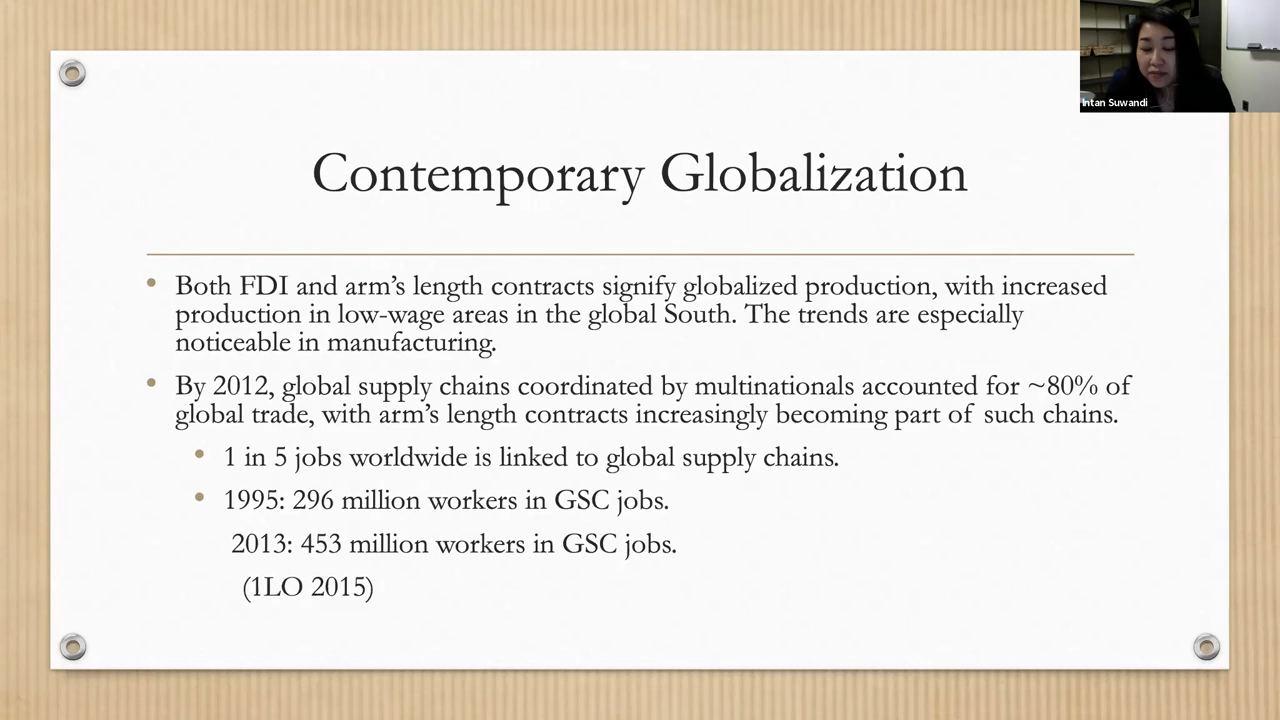 Intan Suwandi
Contemporary Globalization
• Both FDI and arm’s length contracts signify globalized production, with increased
production in low-wage areas in the global South. The trends are especially
noticeable in manufacturing.
• By 2012, global supply chains coordinated by multinationals accounted for ~80% of
global trade, with arm’s length contracts increasingly becoming part of such chains.
• 1 in 5 jobs worldwide is linked to global supply chains.
• 1995: 296 million workers in GSC jobs.
2013: 453 million workers in GSC jobs.
(1LO 2015)